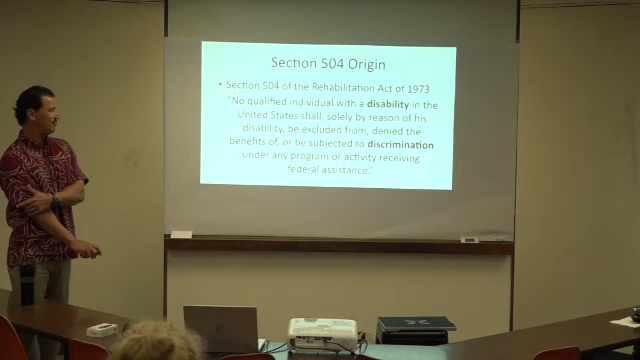 Section 504 Origin
• Section 504 of the Rehabilitation Act of 1973
"No qualified individual with a disability in the
United States shall, solely by reason of his
disability, be excluded from, denied the
benefits of, or be subjected to discrimination
under any program or activity receiving
federal assistance."